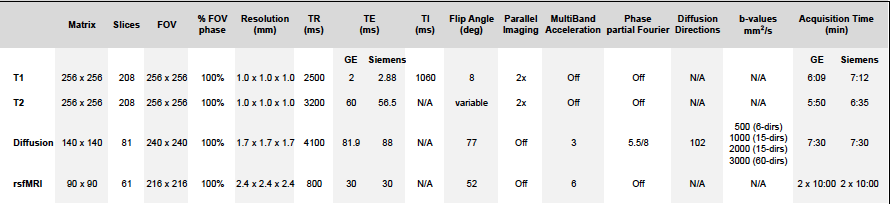 Matrix Slices FOV % FOV phase Resolution (mm) TR (ms) TE (ms) TI (ms) Flip Angle (deg) Parallel Imaging MultiBand Acceleration Phase partial Fourier Diffusion Directions b-values mm²/s Acquisition Time (min)
GE Siemens GE Siemens
T1 256 x 256 208 256 x 256 100% 1.0 x 1.0 x 1.0 2500 2 2.88 1060 8 2x Off Off N/A N/A 6:09 7:12
T2 256 x 256 208 256 x 256 100% 1.0 x 1.0 x 1.0 3200 60 56.5 N/A variable 2x Off Off N/A N/A 5:50 6:35
Diffusion 140 x 140 81 240 x 240 100% 1.7 x 1.7 x 1.7 4100 81.9 88 N/A 77 Off 3 5.5/8 102 500 (6-dirs) 1000 (15-dirs) 2000 (15-dirs) 3000 (60-dirs) 7:30 7:30
rsfMRI 90 x 90 61 216 x 216 100% 2.4 x 2.4 x 2.4 800 30 30 N/A 52 Off 6 Off N/A N/A 2 x 10:00 2 x 10:00